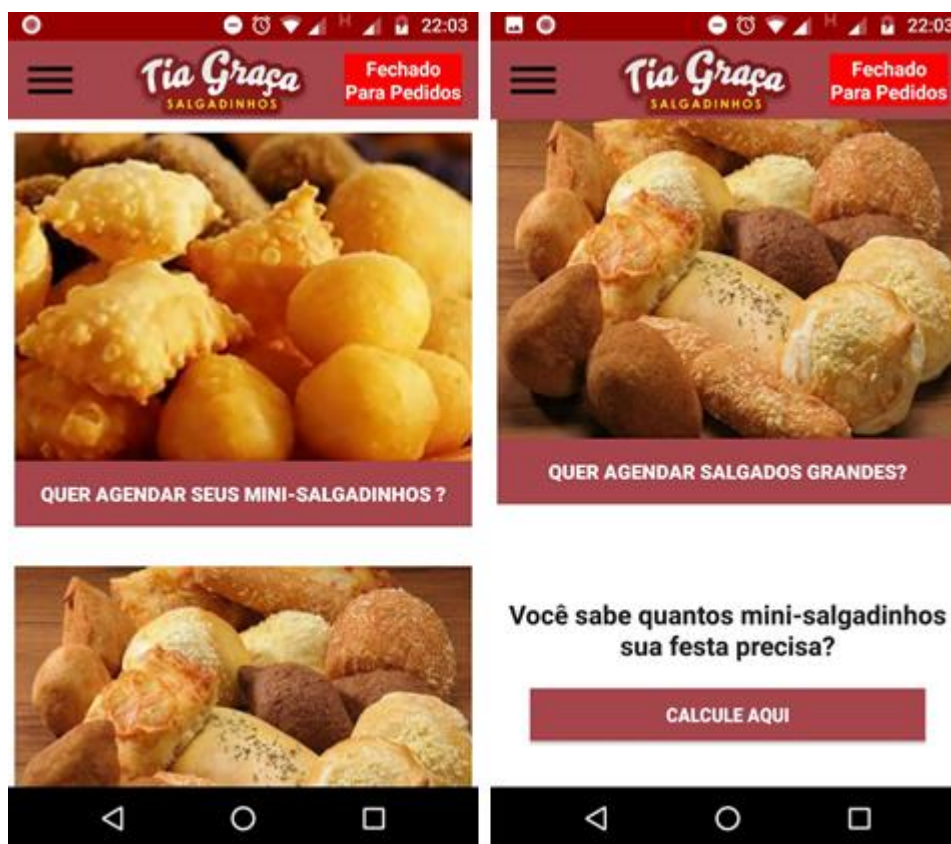 22:03
Tia Graça
SALGADINHOS
Fechado
Para Pedidos
QUER AGENDAR SEUS MINI-SALGADINHOS ?
H
22:03
Tia Graça
SALGADINHOS
Fechado
Para Pedidos
QUER AGENDAR SALGADOS GRANDES?
Você sabe quantos mini-salgadinhos
sua festa precisa?
CALCULE AQUI